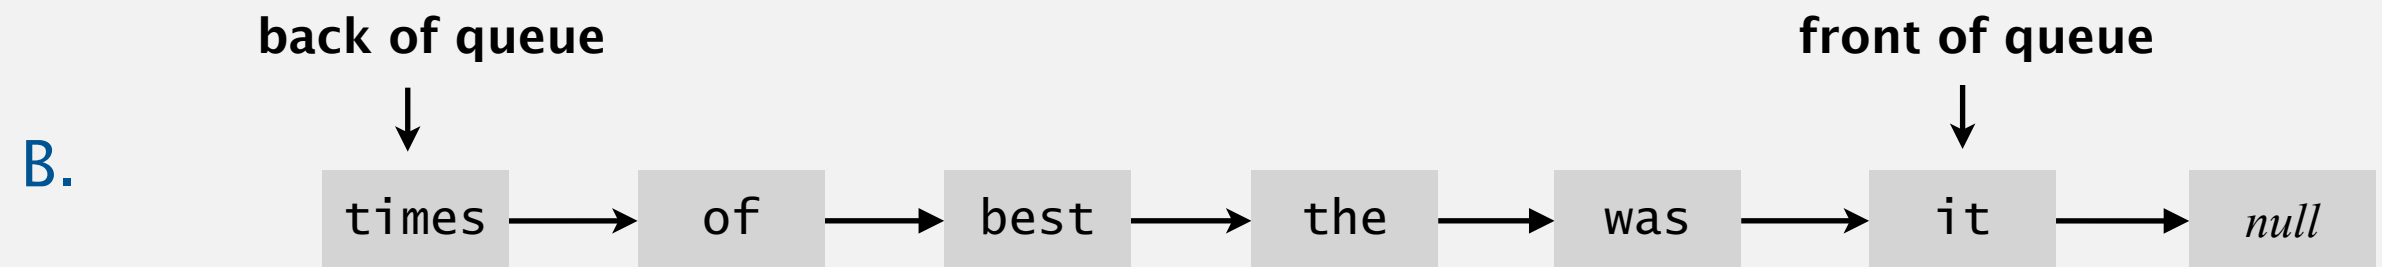 back of queue front of queue
B.
times of best the was it null